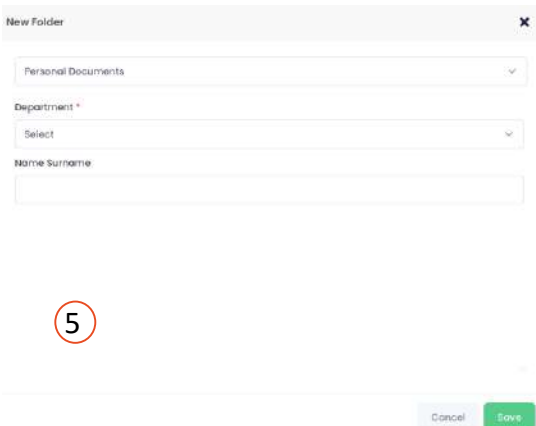 New Folder
Personal Documents
Department *
Select
Name Surname
5
Cancel Save